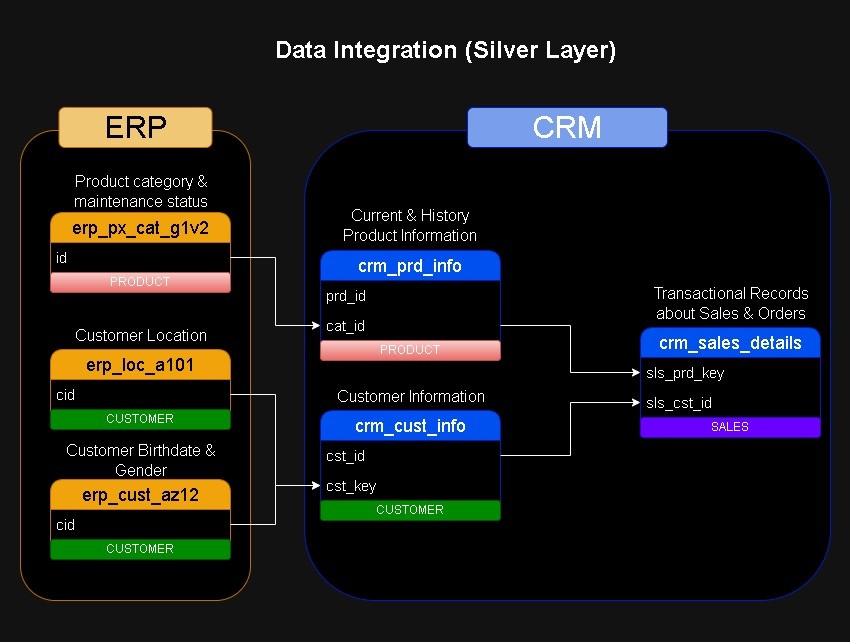 Data Integration (Silver Layer)
ERP
Product category &
maintenance status
erp_px_cat_g1v2
id
PRODUCT
Customer Location
erp_loc_a101
cid
CUSTOMER
Customer Birthdate &
Gender
erp_cust_az12
cid
CUSTOMER
CRM
Current & History
Product Information
crm_prd_info
prd_id
cat_id
PRODUCT
Customer Information
crm_cust_info
cst_id
cst_key
CUSTOMER
Transactional Records
about Sales & Orders
crm_sales_details
sls_prd_key
sls_cst_id
SALES